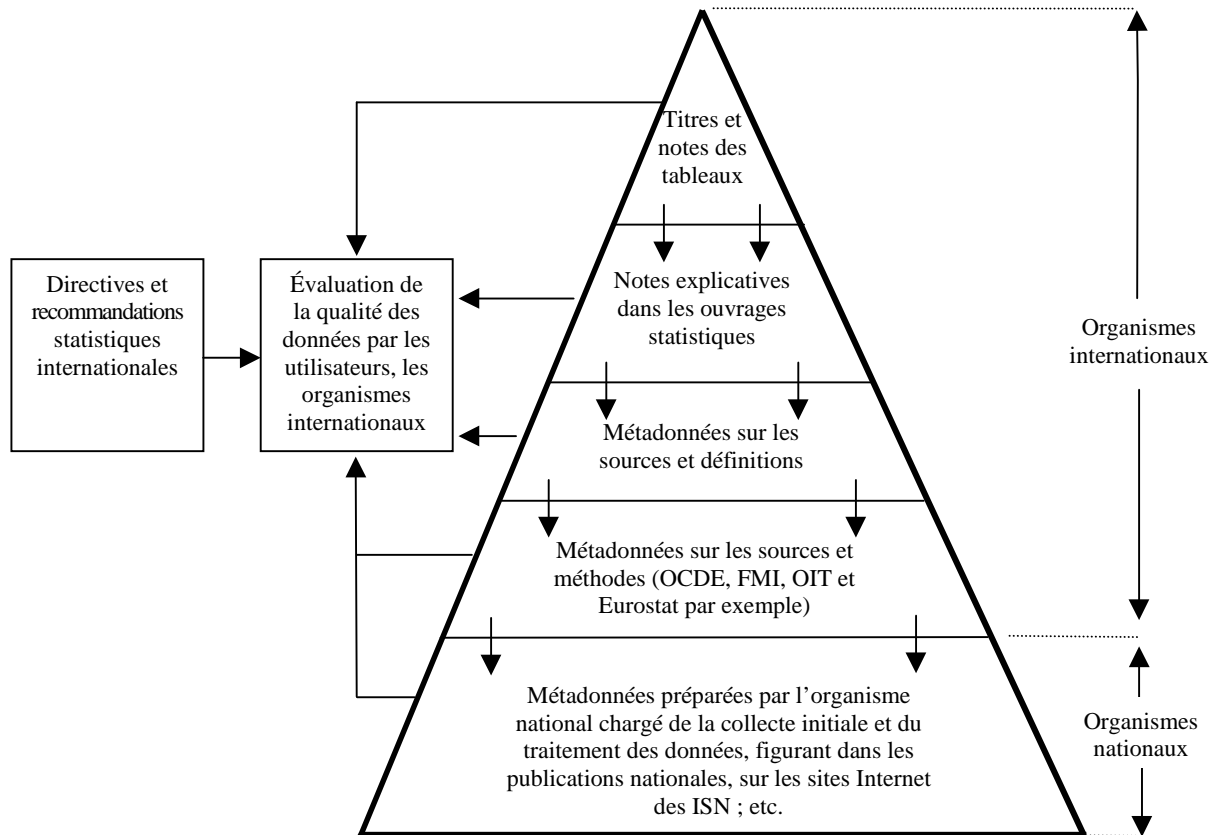 Titres et
notes des
tableaux
Directives et
recommandations
statistiques
internationales
Évaluation de
la qualité des
données par les
utilisateurs, les
organismes
internationaux
Notes explicatives
dans les ouvrages
statistiques
Organismes
internationaux
Métadonnées sur les
sources et définitions
Métadonnées sur les sources et
méthodes (OCDE, FMI, OIT et
Eurostat par exemple)
Métadonnées préparées par l’organisme
national chargé de la collecte initiale et du
traitement des données, figurant dans les
publications nationales, sur les sites Internet
des ISN ; etc.
Organismes
nationaux